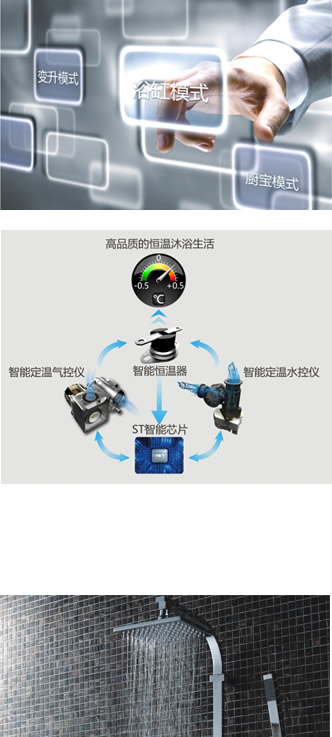 变升模式
浴缸模式
厨宝模式
高品质的恒温沐浴生活
0
-0.5
+0.5
℃
智能定温气控仪
智能恒温器
智能定温水控仪
ST智能芯片